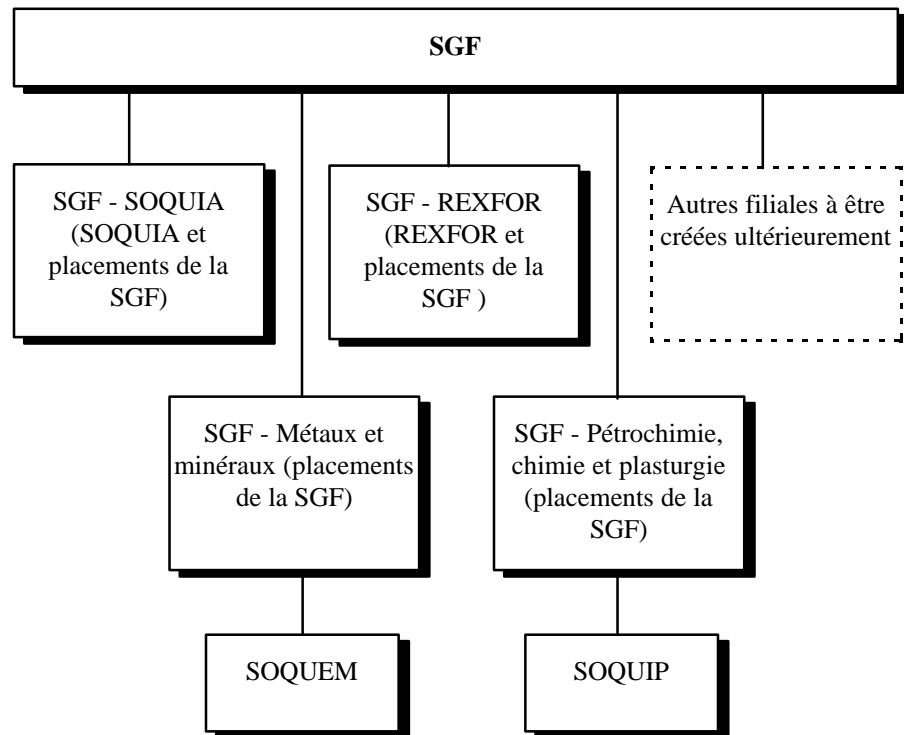 SGF
SGF - SOQUIA
(SOQUIA et
placements de la
SGF)
SGF - REXFOR
(REXFOR et
placements de la
SGF )
Autres filiales à être
créées ultérieurement
SGF - Métaux et
minéraux (placements
de la SGF)
SGF - Pétrochimie,
chimie et plasturgie
(placements de la
SGF)
SOQUEM
SOQUIP